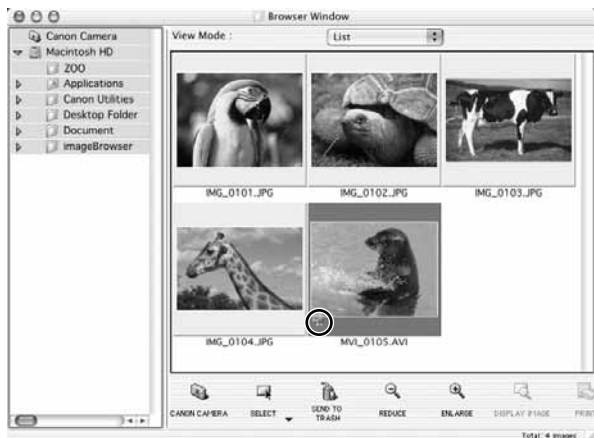 Browser Window
Canon Camera
Macintosh HD
ZOO
Applications
Canon Utilities
Desktop Folder
Document
imageBrowser
View Mode :
List
IMG_0101.JPG
IMG_0102.JPG
IMG_0103.JPG
IMG_0104.JPG
MVI_0105.AVI
CANON CAMERA
SELECT
SEND TO
TRASH
REDUCE
ENLARGE
DISPLAY IMAGE
PRINT
Total: 4 images